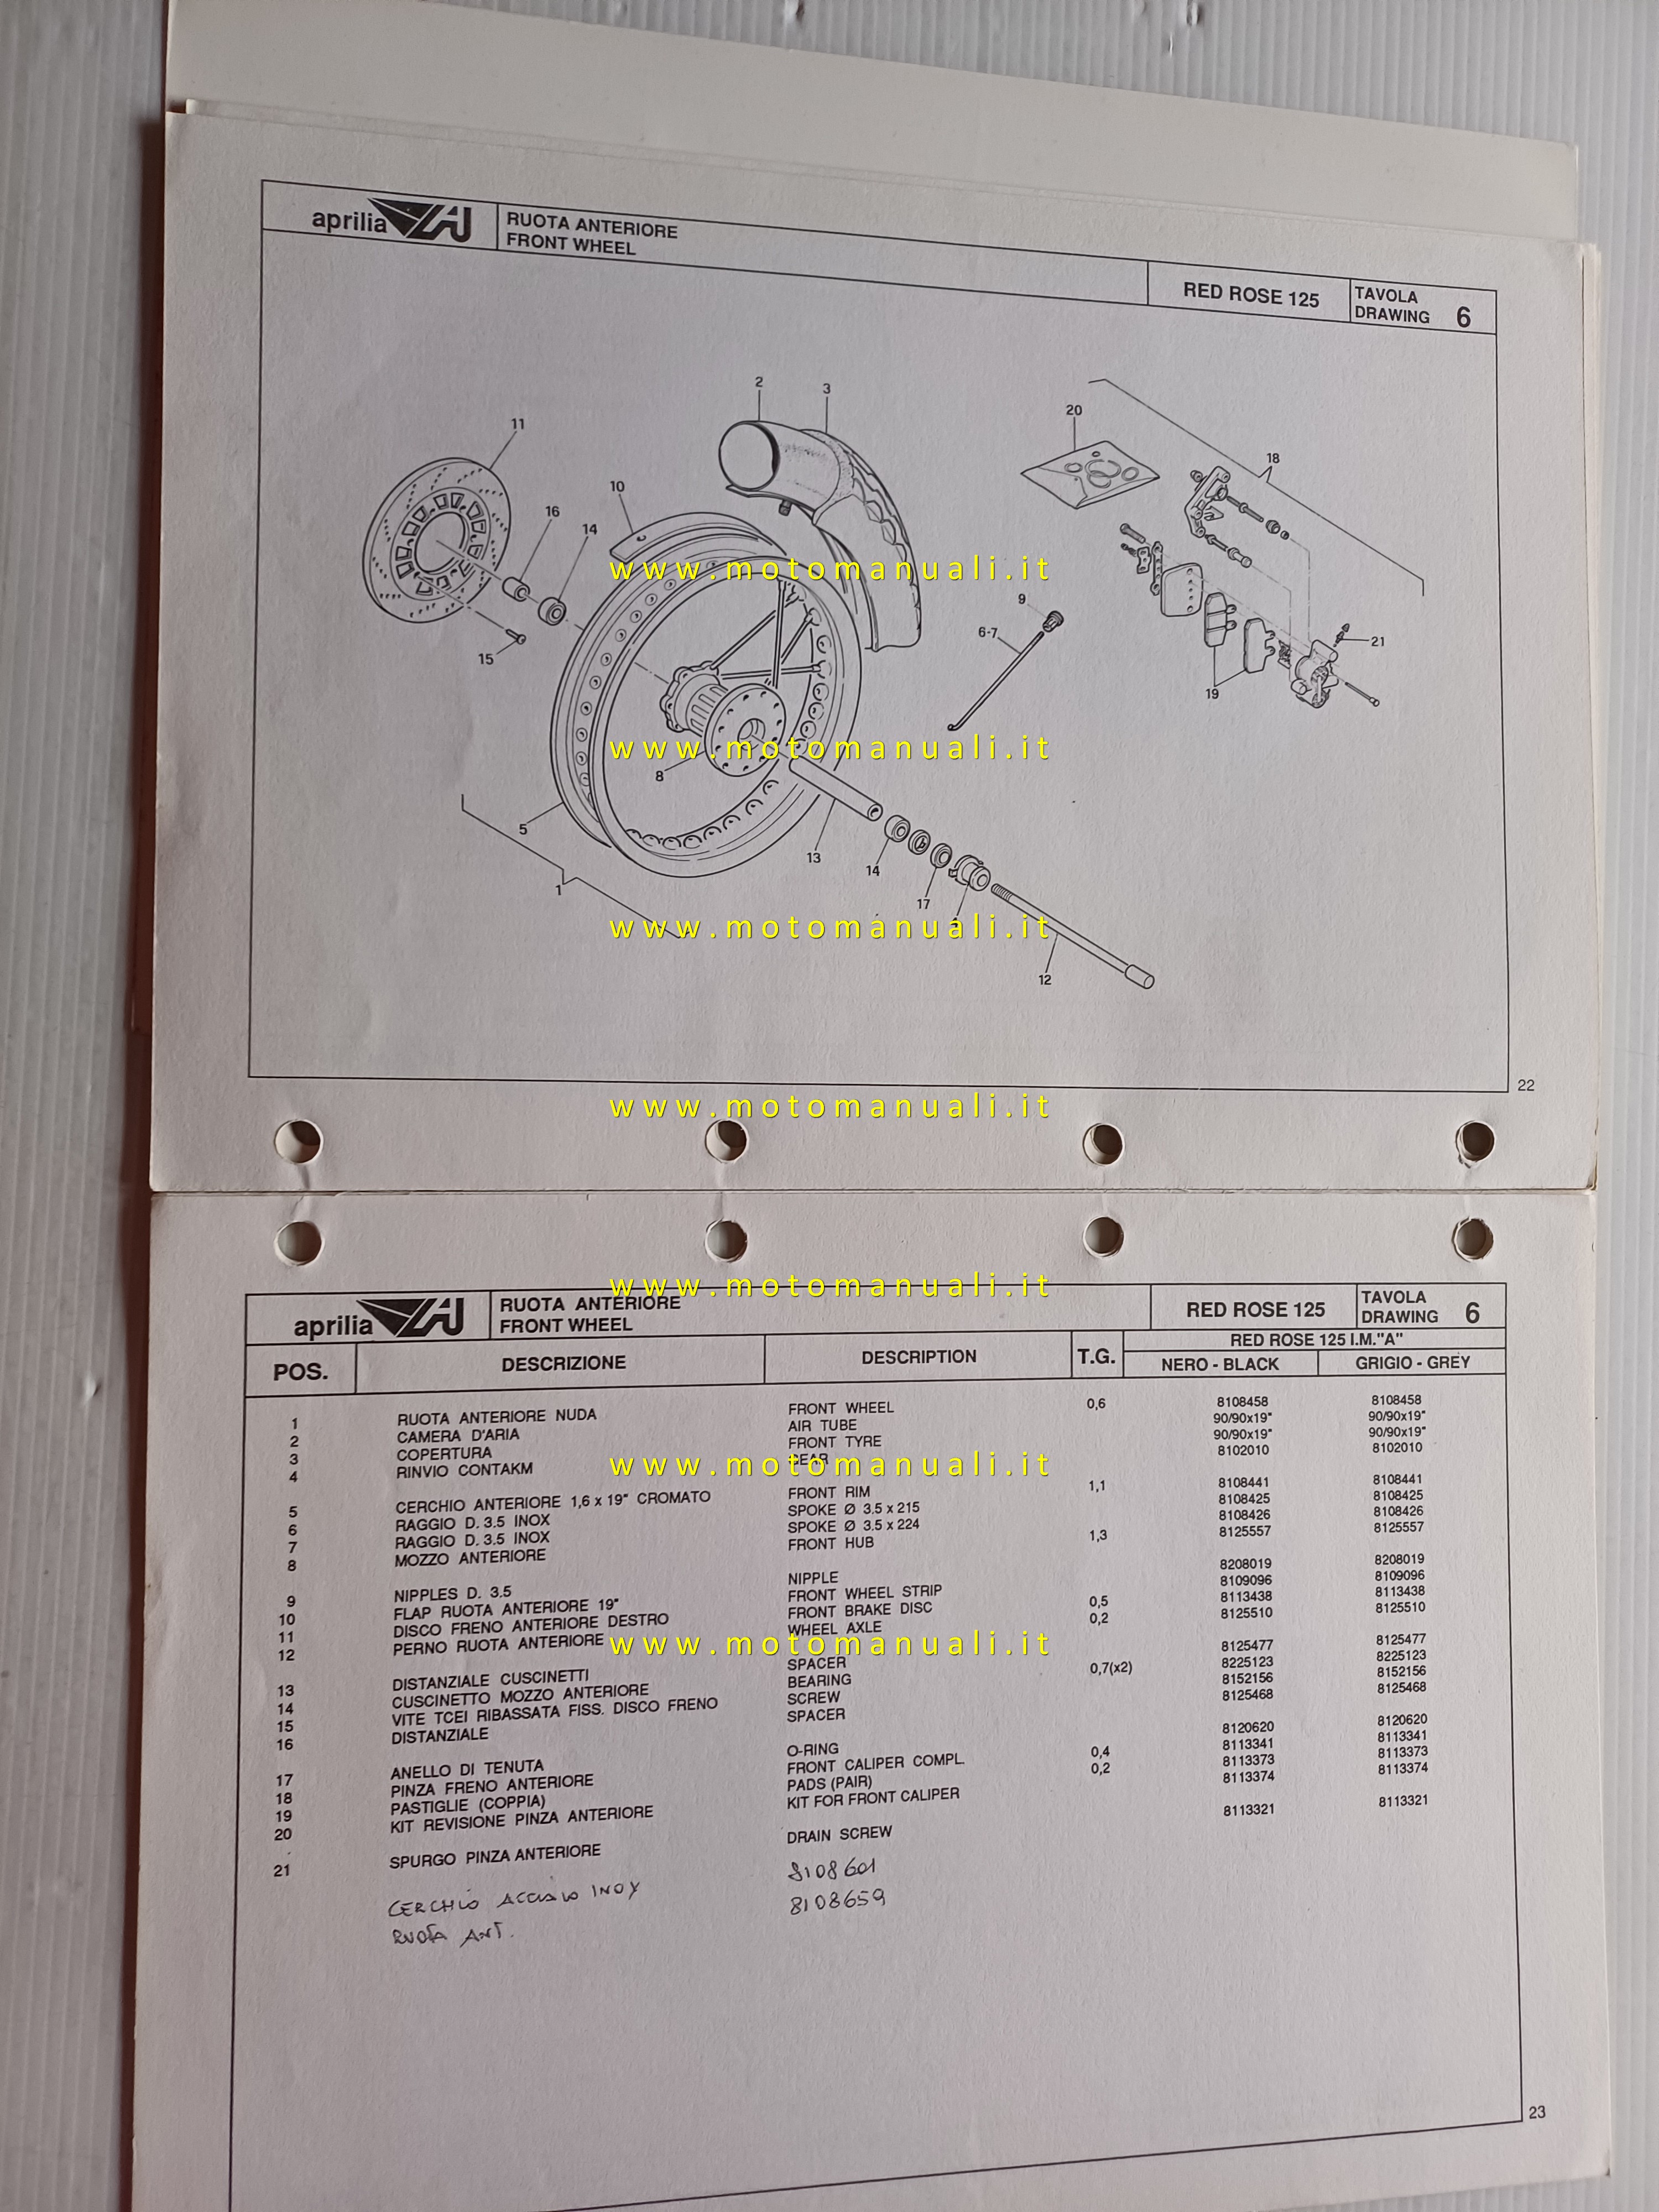 aprilia
RUOTA ANTERIORE
FRONT WHEEL
RED ROSE 125
TAVOLA
DRAWING 6
2
3
11
20
18
10
16
14
www.motomanuali.it
9
6-7
21
15
19
www.motomanuali.it
8
5
13
14
1
17
www.motomanuali.it
12
22
www.motomanuali.it
www.motomanuali.it
aprilia
RUOTA ANTERIORE
FRONT WHEEL
RED ROSE 125
TAVOLA
DRAWING 6
POS. DESCRIZIONE DESCRIPTION T.G. RED ROSE 125 I.M."A"
NERO - BLACK GRIGIO - GREY
1 RUOTA ANTERIORE NUDA FRONT WHEEL 0,6 8108458 8108458
2 CAMERA D'ARIA AIR TUBE 90/90x19" 90/90x19"
3 COPERTURA FRONT TYRE 90/90x19" 90/90x19"
4 RINVIO CONTAKM GEAR 8102010 8102010
www.motomanuali.it
5 CERCHIO ANTERIORE 1,6 x 19" CROMATO FRONT RIM 1,1 8108441 8108441
6 RAGGIO D. 3.5 INOX SPOKE Ø 3.5 x 215 8108425 8108425
7 RAGGIO D. 3.5 INOX SPOKE Ø 3.5 x 224 8108426 8108426
8 MOZZO ANTERIORE FRONT HUB 1,3 8125557 8125557
9 NIPPLES D. 3.5 NIPPLE 8208019 8208019
10 FLAP RUOTA ANTERIORE 19" FRONT WHEEL STRIP 8109096 8109096
11 DISCO FRENO ANTERIORE DESTRO FRONT BRAKE DISC 0,5 8113438 8113438
12 PERNO RUOTA ANTERIORE WHEEL AXLE 0,2 8125510 8125510
www.motomanuali.it
13 DISTANZIALE CUSCINETTI SPACER 8125477 8125477
14 CUSCINETTO MOZZO ANTERIORE BEARING 0,7(x2) 8225123 8225123
15 VITE TCEI RIBASSATA FISS. DISCO FRENO SCREW 8152156 8152156
16 DISTANZIALE SPACER 8125468 8125468
17 ANELLO DI TENUTA O-RING 8120620 8120620
18 PINZA FRENO ANTERIORE FRONT CALIPER COMPL. 0,4 8113341 8113341
19 PASTIGLIE (COPPIA) PADS (PAIR) 0,2 8113373 8113373
20 KIT REVISIONE PINZA ANTERIORE KIT FOR FRONT CALIPER 8113374 8113374
21 SPURGO PINZA ANTERIORE DRAIN SCREW 8113321 8113321
CERCHIO ACCIAIO INOX 8108601
RUOTA ANT. 8108659
23